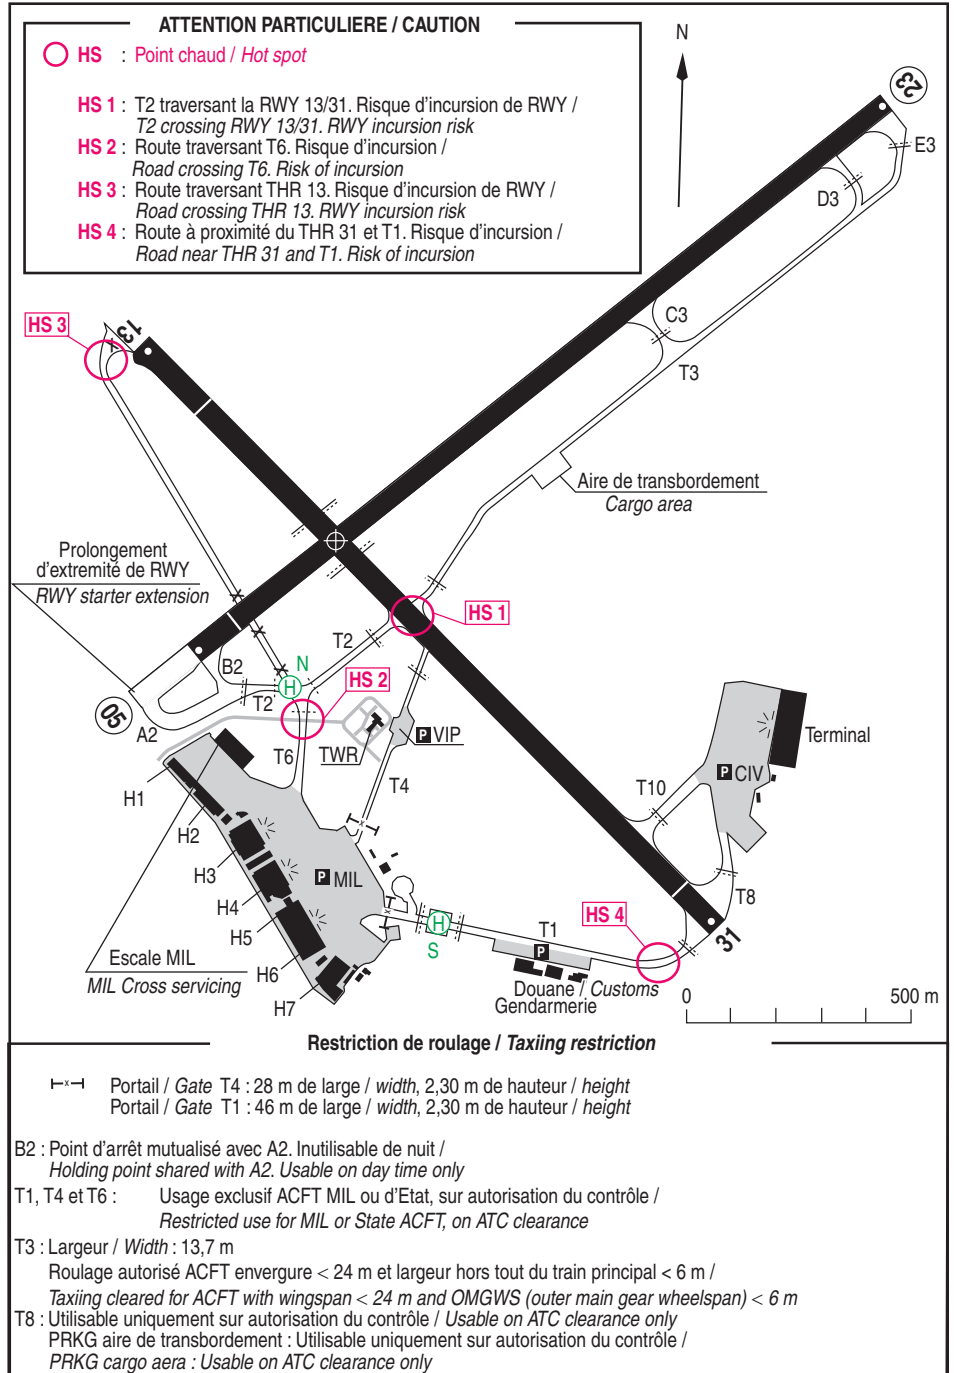 ATTENTION PARTICULIERE / CAUTION
HS : Point chaud / Hot spot
HS 1 : T2 traversant la RWY 13/31. Risque d'incursion de RWY /
T2 crossing RWY 13/31. RWY incursion risk
HS 2 : Route traversant T6. Risque d'incursion /
Road crossing T6. Risk of incursion
HS 3 : Route traversant THR 13. Risque d'incursion de RWY /
Road crossing THR 13. RWY incursion risk
HS 4 : Route à proximité du THR 31 et T1. Risque d'incursion /
Road near THR 31 and T1. Risk of incursion
N
23
E3
D3
C3
T3
HS 3
13
Aire de transbordement
Cargo area
Prolongement
d'extremité de RWY
RWY starter extension
HS 1
T2
B2
N
H
HS 2
T2
05
A2
T6
TWR
P VIP
T4
Terminal
P CIV
T10
H1
H2
H3
P MIL
H4
H5
H6
H7
T8
HS 4
31
H
S
T1
P
Escale MIL
MIL Cross servicing
Douane / Customs
Gendarmerie
0 500 m
Restriction de roulage / Taxiing restriction
x Portail / Gate T4 : 28 m de large / width, 2,30 m de hauteur / height
Portail / Gate T1 : 46 m de large / width, 2,30 m de hauteur / height
B2 : Point d'arrêt mutualisé avec A2. Inutilisable de nuit /
Holding point shared with A2. Usable on day time only
T1, T4 et T6 : Usage exclusif ACFT MIL ou d'Etat, sur autorisation du contrôle /
Restricted use for MIL or State ACFT, on ATC clearance
T3 : Largeur / Width : 13,7 m
Roulage autorisé ACFT envergure < 24 m et largeur hors tout du train principal < 6 m /
Taxiing cleared for ACFT with wingspan < 24 m and OMGWS (outer main gear wheelspan) < 6 m
T8 : Utilisable uniquement sur autorisation du contrôle / Usable on ATC clearance only
PRKG aire de transbordement : Utilisable uniquement sur autorisation du contrôle /
PRKG cargo aera : Usable on ATC clearance only